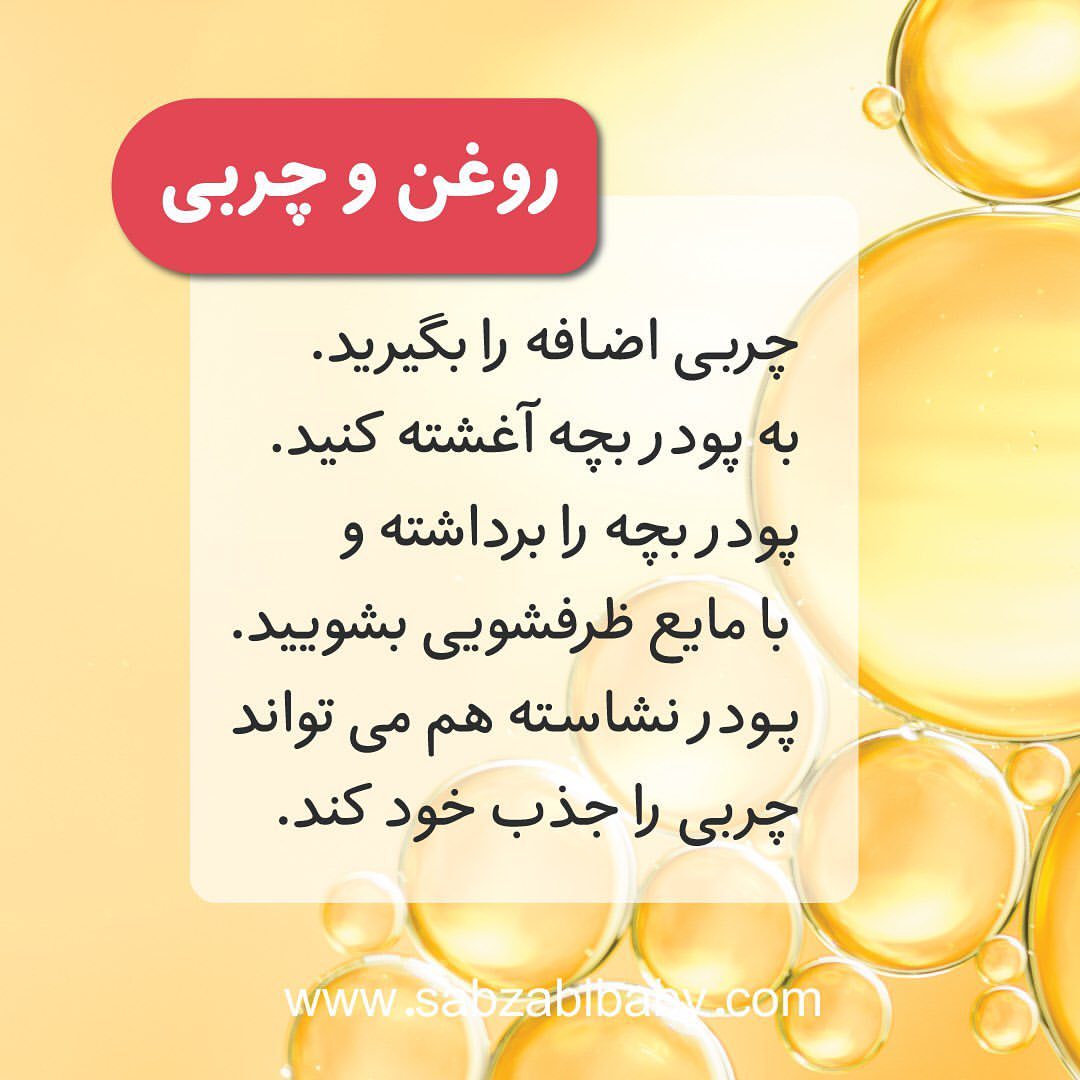 روغن و چربی
چربی اضافه را بگیرید.
به پودر بچه آغشته کنید.
پودر بچه را برداشته و
با مایع ظرفشویی بشویید.
پودر نشاسته هم می تواند
چربی را جذب خود کند.
www.sabzabibaby.com